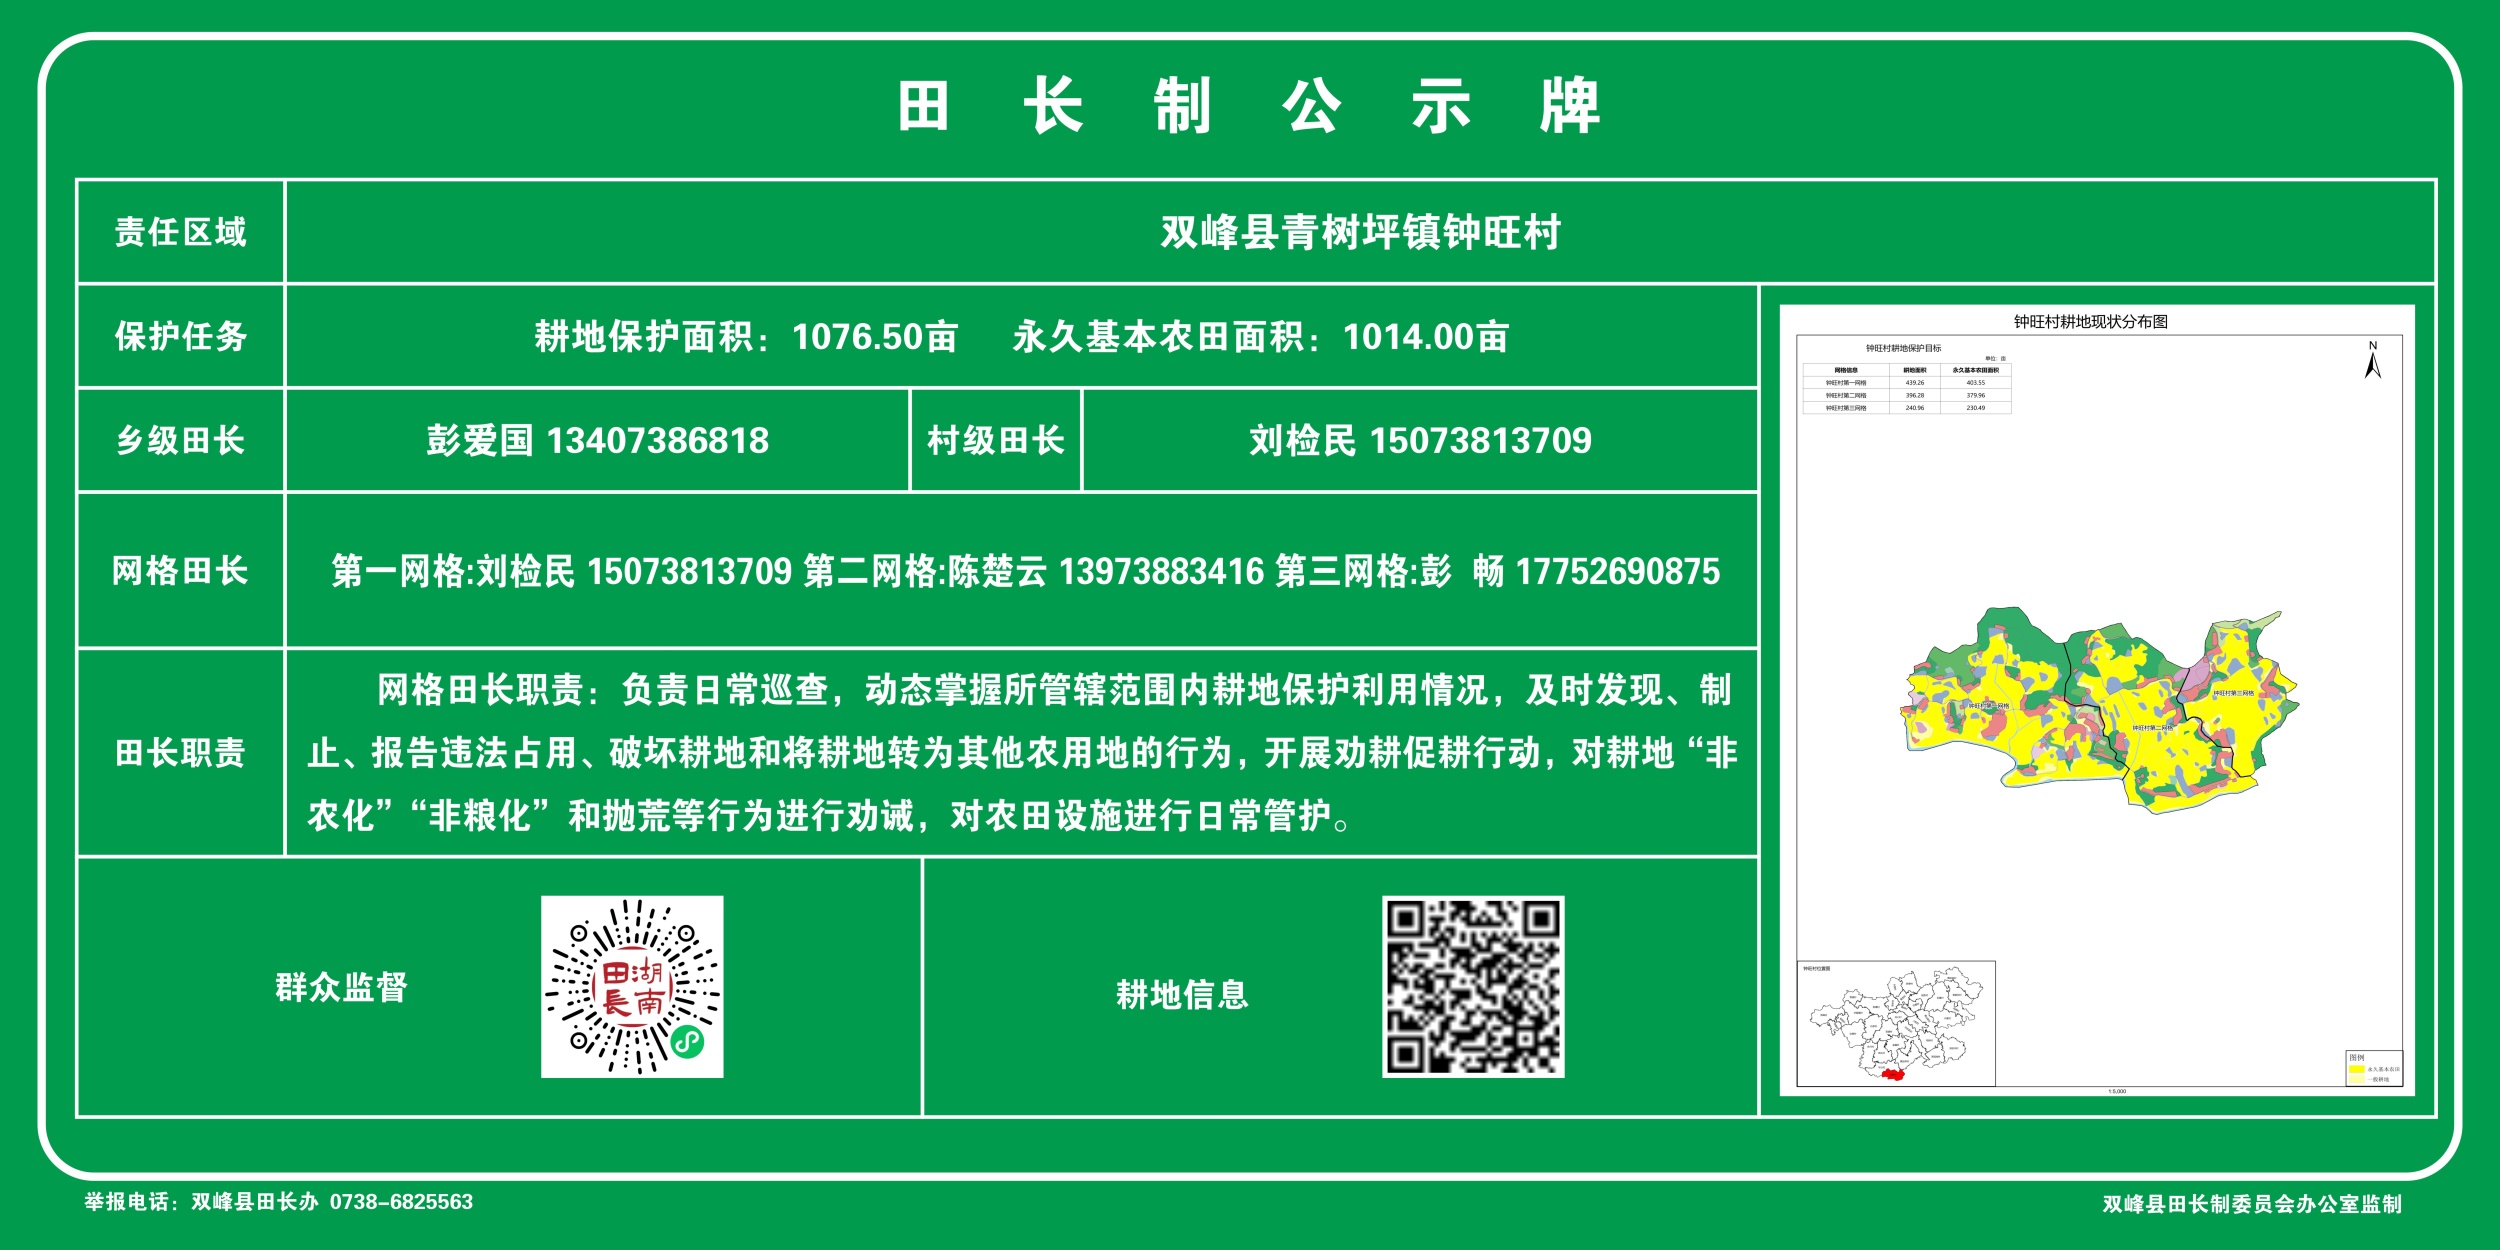 田长制公示牌
责任区域
双峰县青树坪镇钟旺村
保护任务
耕地保护面积：1076.50亩 永久基本农田面积：1014.00亩
乡级田长
彭爱国 13407386818
村级田长
刘检民 15073813709
网格田长
第一网格:刘检民 15073813709 第二网格:陈楚云 13973883416 第三网格:彭 畅 17752690875
田长职责
网格田长职责：负责日常巡查，动态掌握所管辖范围内耕地保护利用情况，及时发现、制
止、报告违法占用、破坏耕地和将耕地转为其他农用地的行为，开展劝耕促耕行动，对耕地“非
农化”“非粮化”和抛荒等行为进行劝诫，对农田设施进行日常管护。
群众监督
田长
湖南
耕地信息
钟旺村耕地现状分布图
钟旺村耕地保护目标
单位：亩
网格信息 耕地面积 永久基本农田面积
钟旺村第一网格 439.26 403.55
钟旺村第二网格 396.28 379.96
钟旺村第三网格 240.96 230.49
N
钟旺村第三网格
钟旺村第一网格
钟旺村第二网格
钟旺村位置图
图例
永久基本农田
一般耕地
1:5,000
举报电话：双峰县田长办 0738-6825563
双峰县田长制委员会办公室监制